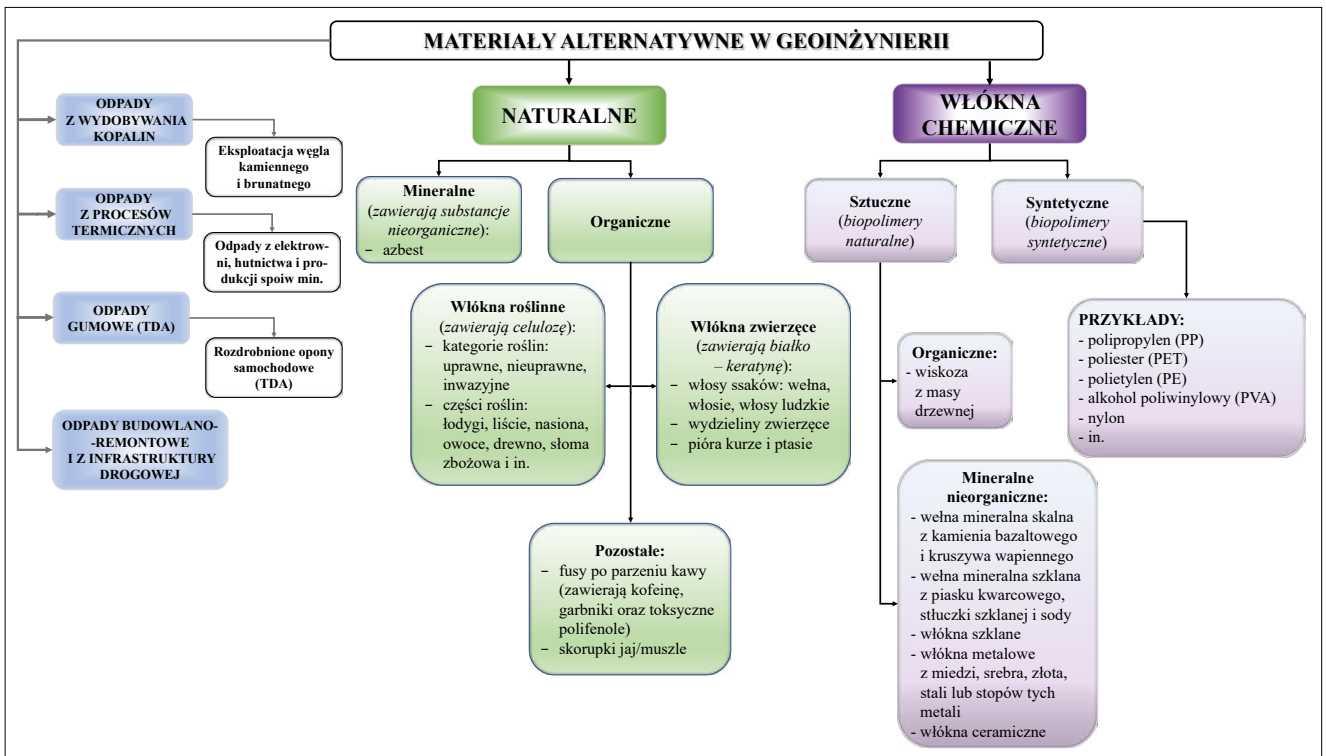 MATERIAŁY ALTERNATYWNE W GEOINŻYNIERII
ODPADY
Z WYDOBYWANIA
KOPALIN
Eksploatacja węgla
kamiennego
i brunatnego
ODPADY
Z PROCESÓW
TERMICZNYCH
Odpady z elektrow-
ni, hutnictwa i pro-
dukcji spoiw min.
ODPADY
GUMOWE (TDA)
Rozdrobnione opony
samochodowe
(TDA)
ODPADY BUDOWLANO-
-REMONTOWE
I Z INFRASTRUKTURY
DROGOWEJ
NATURALNE
Mineralne
(zawierają substancje
nieorganiczne):
– azbest
Organiczne
Włókna roślinne
(zawierają celulozę):
– kategorie roślin:
uprawne, nieuprawne,
inwazyjne
– części roślin:
łodygi, liście, nasiona,
owoce, drewno, słoma
zbożowa i in.
Włókna zwierzęce
(zawierają białko
– keratynę):
– włosy ssaków: wełna,
włosie, włosy ludzkie
– wydzieliny zwierzęce
– pióra kurze i ptasie
Pozostałe:
– fusy po parzeniu kawy
(zawierają kofeinę,
garbniki oraz toksyczne
polifenole)
– skorupki jaj/muszle
WŁÓKNA
CHEMICZNE
Sztuczne
(biopolimery
naturalne)
Syntetyczne
(biopolimery
syntetyczne)
Organiczne:
- wiskoza
z masy
drzewnej
PRZYKŁADY:
- polipropylen (PP)
- poliester (PET)
- polietylen (PE)
- alkohol poliwinylowy (PVA)
- nylon
- in.
Mineralne
nieorganiczne:
- wełna mineralna skalna
z kamienia bazaltowego
i kruszywa wapiennego
- wełna mineralna szklana
z piasku kwarcowego,
stłuczki szklanej i sody
- włókna szklane
- włókna metalowe
z miedzi, srebra, złota,
stali lub stopów tych
metali
- włókna ceramiczne